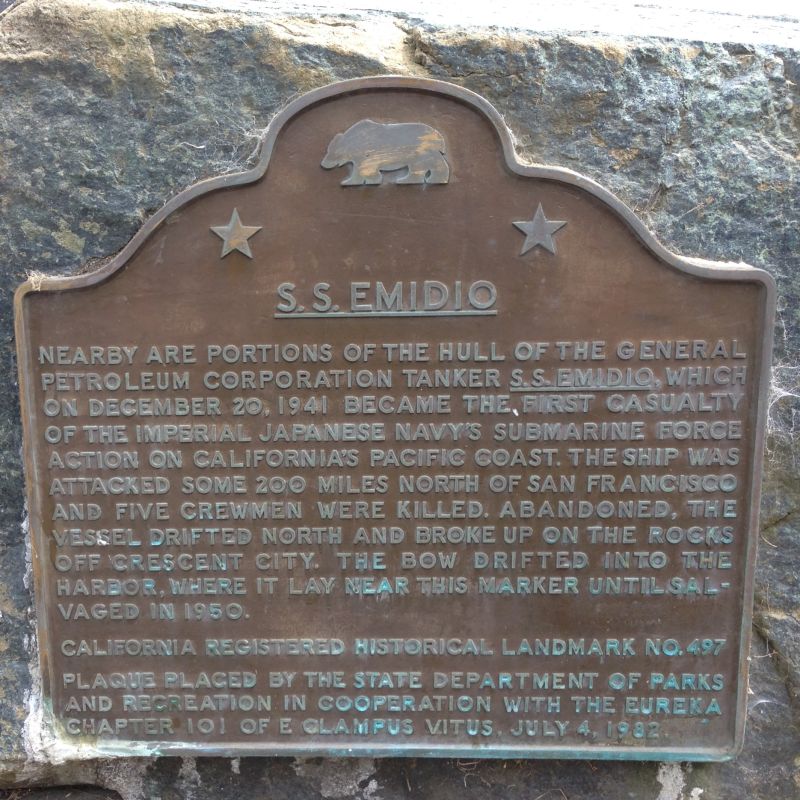 S. S. EMIDIO
NEARBY ARE PORTIONS OF THE HULL OF THE GENERAL
PETROLEUM CORPORATION TANKER S.S. EMIDIO, WHICH
ON DECEMBER 20, 1941 BECAME THE FIRST CASUALTY
OF THE IMPERIAL JAPANESE NAVY'S SUBMARINE FORCE
ACTION ON CALIFORNIA'S PACIFIC COAST. THE SHIP WAS
ATTACKED SOME 200 MILES NORTH OF SAN FRANCISCO
AND FIVE CREWMEN WERE KILLED. ABANDONED, THE
VESSEL DRIFTED NORTH AND BROKE UP ON THE ROCKS
OFF CRESCENT CITY. THE BOW DRIFTED INTO THE
HARBOR, WHERE IT LAY NEAR THIS MARKER UNTIL SAL-
VAGED IN 1950.
CALIFORNIA REGISTERED HISTORICAL LANDMARK NO. 497
PLAQUE PLACED BY THE STATE DEPARTMENT OF PARKS
AND RECREATION IN COOPERATION WITH THE EUREKA
CHAPTER 101 OF E CLAMPUS VITUS, JULY 4, 1982.